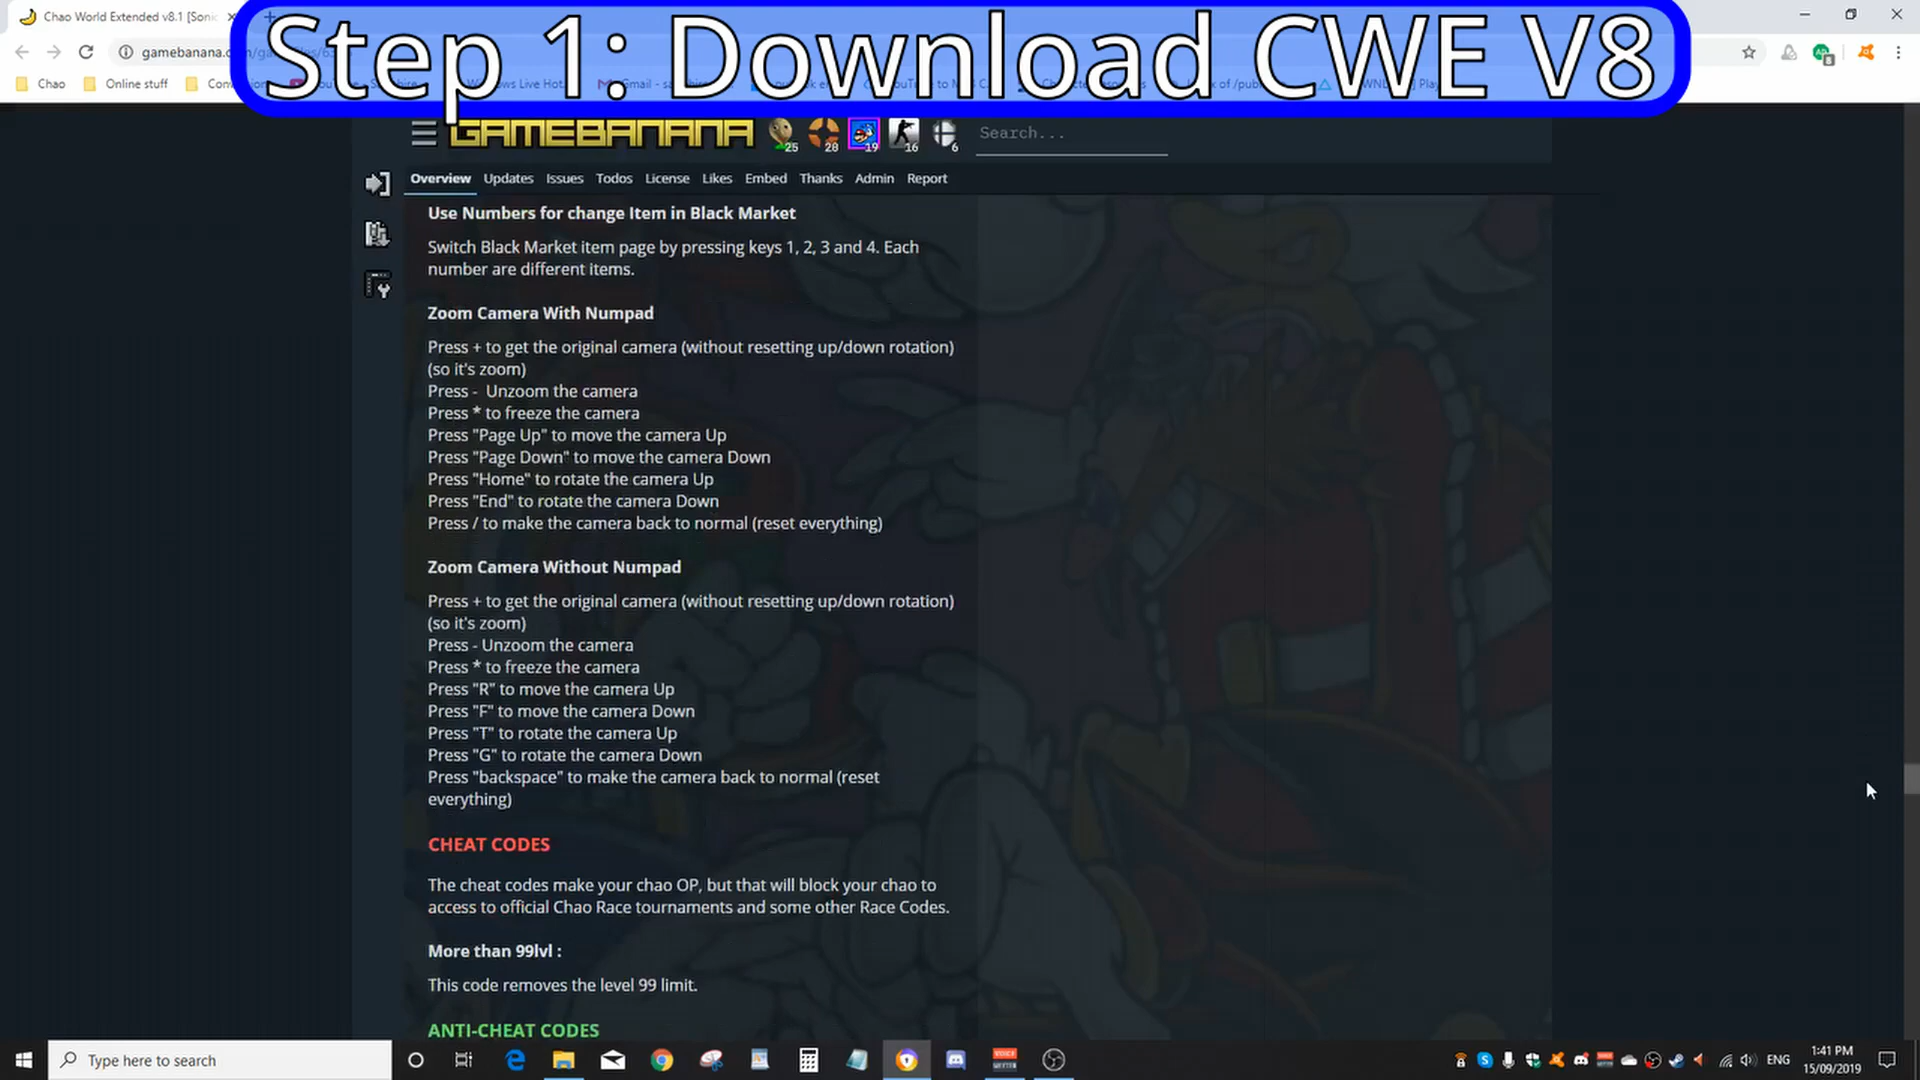 Chao World Extended v8.1 [Sonic
Step 1: Download CWE V8
gamebanana.
Chao
Online stuff
GAMEBANANA
25
28
19
16
6
Search...
Overview Updates Issues Todos License Likes Embed Thanks Admin Report
Use Numbers for change Item in Black Market
Switch Black Market item page by pressing keys 1, 2, 3 and 4. Each
number are different items.
Zoom Camera With Numpad
Press + to get the original camera (without resetting up/down rotation)
(so it's zoom)
Press - Unzoom the camera
Press * to freeze the camera
Press "Page Up" to move the camera Up
Press "Page Down" to move the camera Down
Press "Home" to rotate the camera Up
Press "End" to rotate the camera Down
Press / to make the camera back to normal (reset everything)
Zoom Camera Without Numpad
Press + to get the original camera (without resetting up/down rotation)
(so it's zoom)
Press - Unzoom the camera
Press * to freeze the camera
Press "R" to move the camera Up
Press "F" to move the camera Down
Press "T" to rotate the camera Up
Press "G" to rotate the camera Down
Press "backspace" to make the camera back to normal (reset
everything)
CHEAT CODES
The cheat codes make your chao OP, but that will block your chao to
access to official Chao Race tournaments and some other Race Codes.
More than 99lvl :
This code removes the level 99 limit.
ANTI-CHEAT CODES
Type here to search
ENG
1:41 PM
15/09/2019